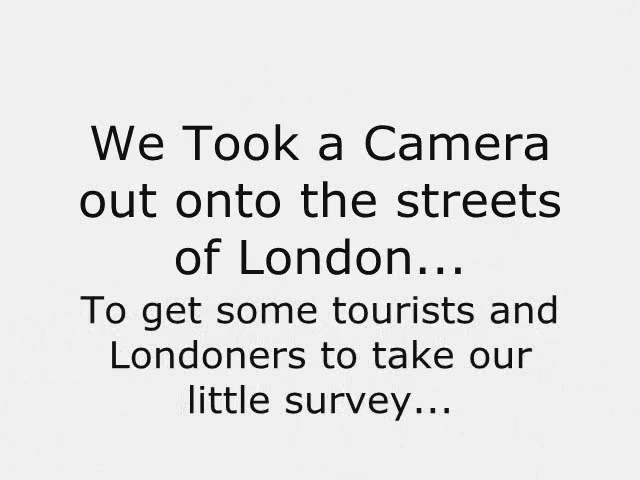 We Took a Camera
out onto the streets
of London...
To get some tourists and
Londoners to take our
little survey...